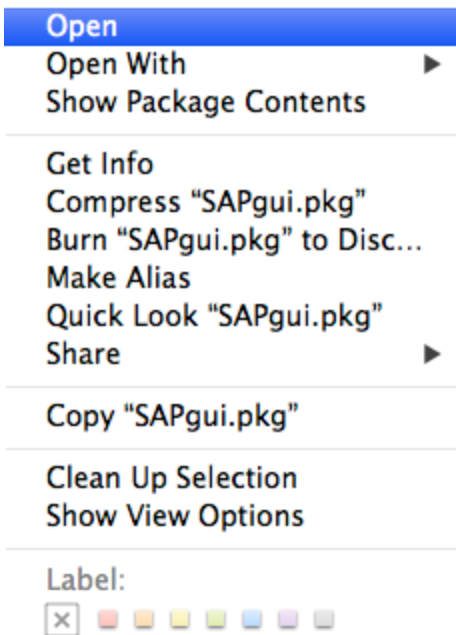 Open
Open With
Show Package Contents
Get Info
Compress “SAPgui.pkg”
Burn “SAPgui.pkg” to Disc...
Make Alias
Quick Look “SAPgui.pkg”
Share
Copy “SAPgui.pkg”
Clean Up Selection
Show View Options
Label: